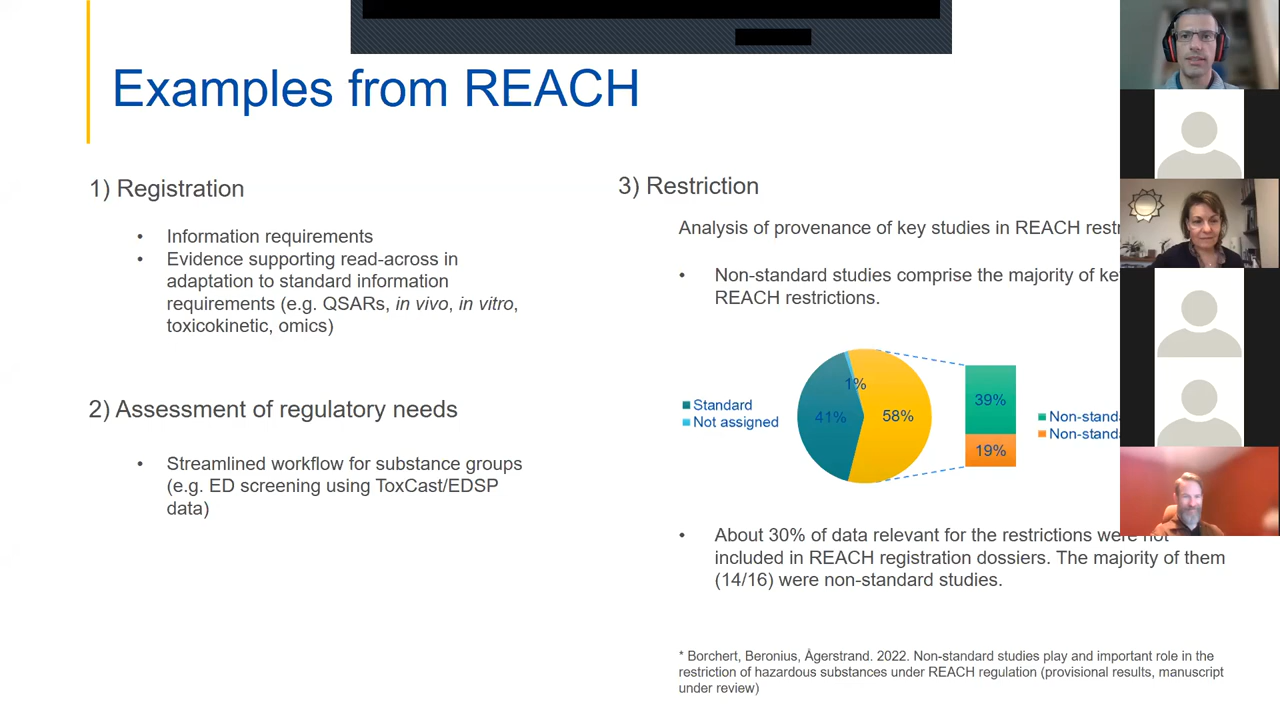 Examples from REACH
1) Registration
• Information requirements
• Evidence supporting read-across in
adaptation to standard information
requirements (e.g. QSARs, in vivo, in vitro,
toxicokinetic, omics)
2) Assessment of regulatory needs
• Streamlined workflow for substance groups
(e.g. ED screening using ToxCast/EDSP
data)
3) Restriction
Analysis of provenance of key studies in REACH
• Non-standard studies comprise the majority of
REACH restrictions.
Standard
Not assigned
1%
41%
58%
39%
19%
• About 30% of data relevant for the restrictions were not
included in REACH registration dossiers. The majority of them
(14/16) were non-standard studies.
* Borchert, Beronius, Ågerstrand. 2022. Non-standard studies play and important role in the
restriction of hazardous substances under REACH regulation (provisional results, manuscript
under review)